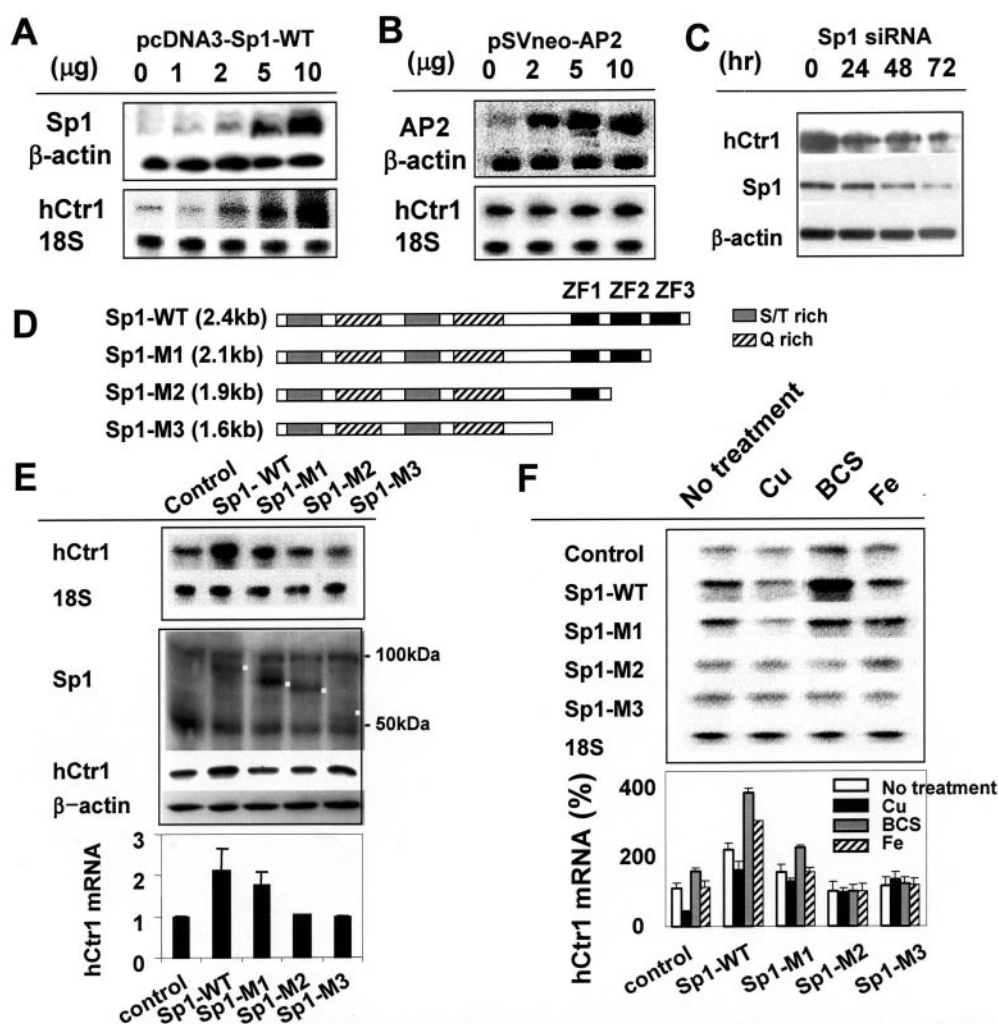 A
pcDNA3-Sp1-WT
(μg) 0 1 2 5 10
Sp1
β-actin
hCtr1
18S
B
pSVneo-AP2
(μg) 0 2 5 10
AP2
β-actin
hCtr1
18S
C
Sp1 siRNA
(hr) 0 24 48 72
hCtr1
Sp1
β-actin
D
ZF1 ZF2 ZF3
Sp1-WT (2.4kb)
Sp1-M1 (2.1kb)
Sp1-M2 (1.9kb)
Sp1-M3 (1.6kb)
S/T rich
Q rich
E
Control Sp1-WT Sp1-M1 Sp1-M2 Sp1-M3
hCtr1
18S
Sp1
100kDa
50kDa
hCtr1
β-actin
hCtr1 mRNA
3
2
1
0
control Sp1-WT Sp1-M1 Sp1-M2 Sp1-M3
F
No treatment Cu BCS Fe
Control
Sp1-WT
Sp1-M1
Sp1-M2
Sp1-M3
18S
hCtr1 mRNA (%)
400
200
0
No treatment
Cu
BCS
Fe
control Sp1-WT Sp1-M1 Sp1-M2 Sp1-M3